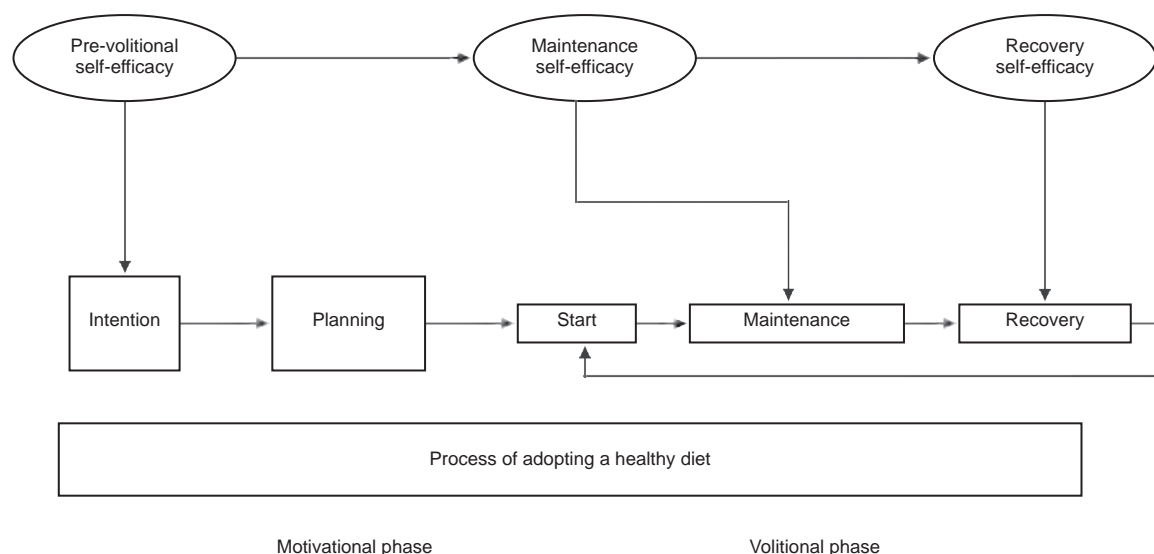 Pre-volitional
self-efficacy
Maintenance
self-efficacy
Recovery
self-efficacy
Intention
Planning
Start
Maintenance
Recovery
Process of adopting a healthy diet
Motivational phase
Volitional phase